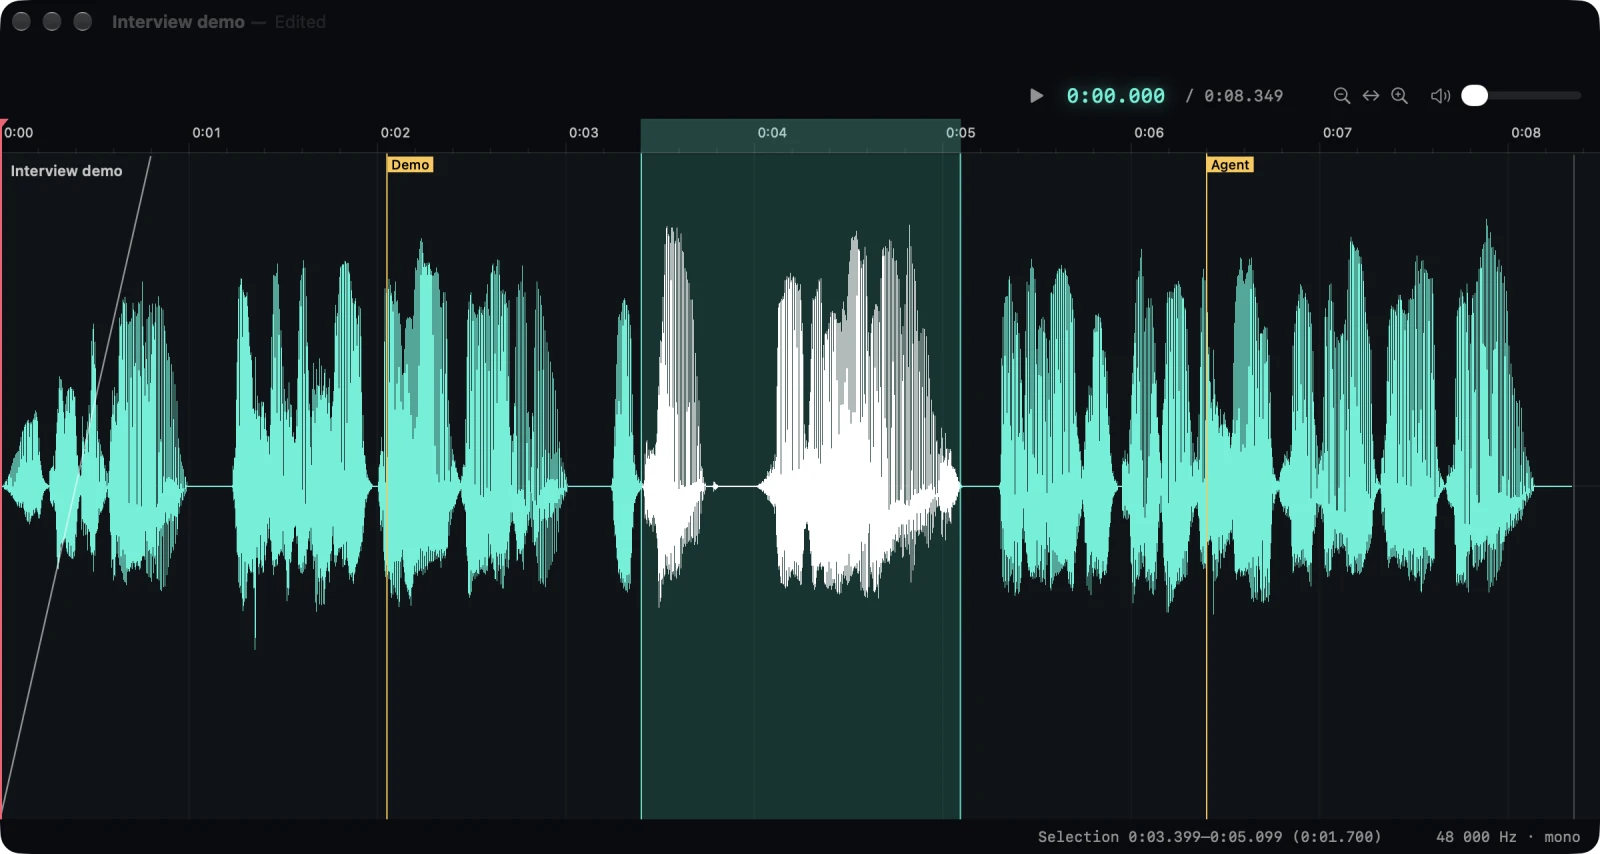 Interview demo — Edited
0:00.000 / 0:08.349
0:00 0:01 0:02 0:03 0:04 0:05 0:06 0:07 0:08
Interview demo
Demo
Agent
Selection 0:03.399–0:05.099 (0:01.700) 48 000 Hz · mono